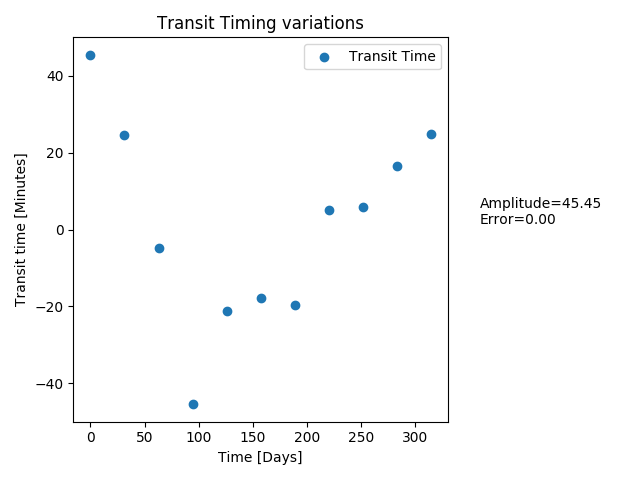 Transit Timing variations
Transit Time
Transit time [Minutes]
40
20
0
−20
−40
0 50 100 150 200 250 300
Time [Days]
Amplitude=45.45
Error=0.00